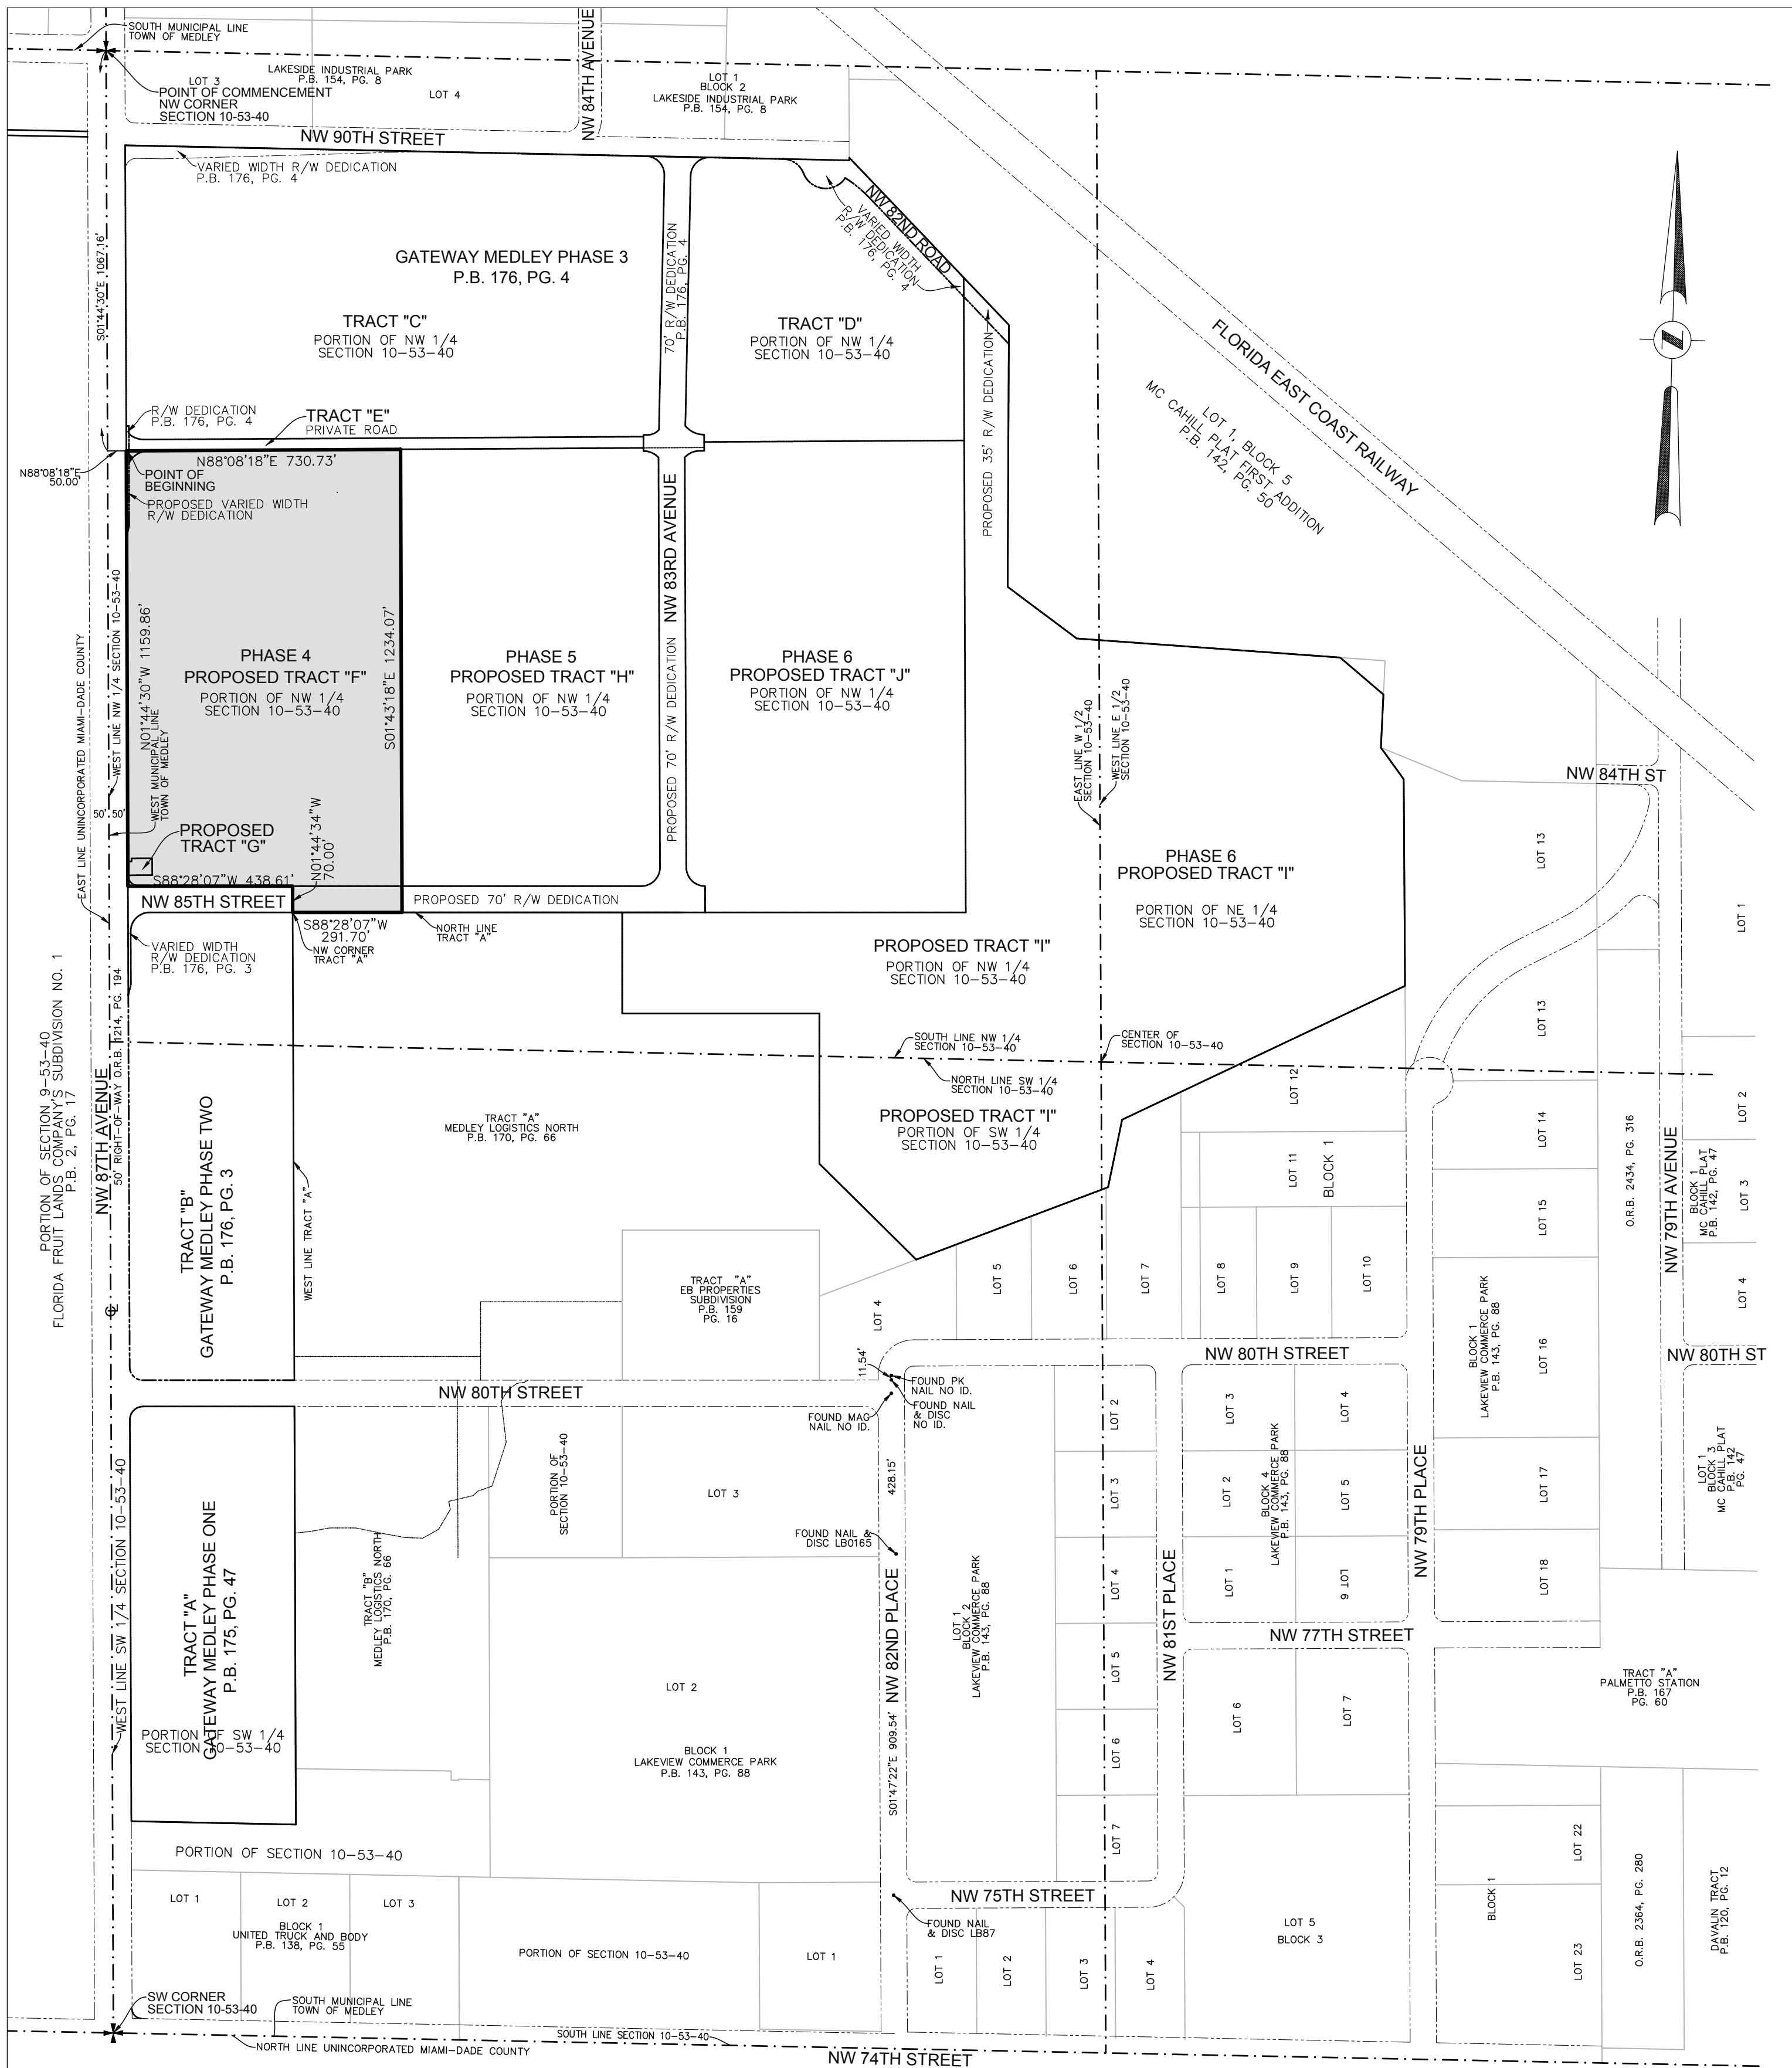 SOUTH MUNICIPAL LINE
TOWN OF MEDLEY
LOT 3
POINT OF COMMENCEMENT
NW CORNER
SECTION 10-53-40
LAKESIDE INDUSTRIAL PARK
P.B. 154, PG. 8
LOT 4
NW 84TH AVENUE
LOT 1
BLOCK 2
LAKESIDE INDUSTRIAL PARK
P.B. 154, PG. 8
NW 90TH STREET
VARIED WIDTH R/W DEDICATION
P.B. 176, PG. 4
S01°44'30"E 1067.16'
GATEWAY MEDLEY PHASE 3
P.B. 176, PG. 4
TRACT "C"
PORTION OF NW 1/4
SECTION 10-53-40
70' R/W DEDICATION
P.B. 176, PG. 4
TRACT "D"
PORTION OF NW 1/4
SECTION 10-53-40
NW 82ND ROAD
VARIED WIDTH
R/W DEDICATION
P.B. 176, PG. 4
PROPOSED 35' R/W DEDICATION
FLORIDA EAST COAST RAILWAY
LOT 1, BLOCK 5
MC CAHILL PLAT FIRST ADDITION
P.B. 142, PG. 50
N
R/W DEDICATION
P.B. 176, PG. 4
TRACT "E"
PRIVATE ROAD
N88°08'18"E
50.00'
N88°08'18"E 730.73'
POINT OF
BEGINNING
PROPOSED VARIED WIDTH
R/W DEDICATION
EAST LINE UNINCORPORATED MIAMI-DADE COUNTY
WEST LINE NW 1/4 SECTION 10-53-40
N01°44'30"W 1159.86'
WEST MUNICIPAL LINE
TOWN OF MEDLEY
S01°43'18"E 1234.07'
PHASE 4
PROPOSED TRACT "F"
PORTION OF NW 1/4
SECTION 10-53-40
PHASE 5
PROPOSED TRACT "H"
PORTION OF NW 1/4
SECTION 10-53-40
PROPOSED 70' R/W DEDICATION
NW 83RD AVENUE
PHASE 6
PROPOSED TRACT "J"
PORTION OF NW 1/4
SECTION 10-53-40
EAST LINE W 1/2
SECTION 10-53-40
WEST LINE E 1/2
SECTION 10-53-40
50'
50'
PROPOSED
TRACT "G"
N01°44'34"W
70.00'
S88°28'07"W 438.61'
NW 85TH STREET
PROPOSED 70' R/W DEDICATION
S88°28'07"W
291.70'
NW CORNER
TRACT "A"
NORTH LINE
TRACT "A"
VARIED WIDTH
R/W DEDICATION
P.B. 176, PG. 3
PHASE 6
PROPOSED TRACT "I"
PORTION OF NE 1/4
SECTION 10-53-40
PROPOSED TRACT "I"
PORTION OF NW 1/4
SECTION 10-53-40
SOUTH LINE NW 1/4
SECTION 10-53-40
NORTH LINE SW 1/4
SECTION 10-53-40
CENTER OF
SECTION 10-53-40
PROPOSED TRACT "I"
PORTION OF SW 1/4
SECTION 10-53-40
NW 84TH ST
LOT 13
LOT 1
LOT 13
LOT 14
LOT 15
LOT 16
LOT 17
LOT 18
BLOCK 1
LAKEVIEW COMMERCE PARK
P.B. 143, PG. 88
O.R.B. 2434, PG. 316
NW 79TH AVENUE
LOT 2
BLOCK 1
MC CAHILL PLAT
P.B. 142, PG. 47
LOT 3
LOT 4
NW 80TH ST
LOT 1
BLOCK 3
MC CAHILL PLAT
P.B. 142
PG. 47
PORTION OF SECTION 9-53-40
FLORIDA FRUIT LANDS COMPANY'S SUBDIVISION NO. 1
P.B. 2, PG. 17
NW 87TH AVENUE
50' RIGHT-OF-WAY O.R.B. 1214, PG. 194
TRACT "B"
GATEWAY MEDLEY PHASE TWO
P.B. 176, PG. 3
WEST LINE TRACT "A"
TRACT "A"
MEDLEY LOGISTICS NORTH
P.B. 170, PG. 66
TRACT "A"
EB PROPERTIES
SUBDIVISION
P.B. 159
PG. 16
LOT 4
LOT 5
LOT 6
LOT 7
LOT 8
LOT 9
LOT 10
LOT 11
LOT 12
BLOCK 1
NW 80TH STREET
NW 80TH STREET
11.54'
FOUND PK
NAIL NO ID.
FOUND NAIL
& DISC
NO ID.
FOUND MAG
NAIL NO ID.
428.15'
FOUND NAIL &
DISC LB0165
NW 82ND PLACE
S01°47'22"E 909.54'
WEST LINE SW 1/4 SECTION 10-53-40
TRACT "A"
GATEWAY MEDLEY PHASE ONE
P.B. 175, PG. 47
PORTION OF SW 1/4
SECTION 10-53-40
TRACT "B"
MEDLEY LOGISTICS NORTH
P.B. 170, PG. 66
PORTION OF
SECTION 10-53-40
LOT 3
LOT 2
BLOCK 1
LAKEVIEW COMMERCE PARK
P.B. 143, PG. 88
LOT 1
BLOCK 2
LAKEVIEW COMMERCE PARK
P.B. 143, PG. 88
LOT 2
LOT 3
LOT 4
LOT 5
LOT 6
LOT 7
NW 81ST PLACE
LOT 3
LOT 4
LOT 2
BLOCK 4
LAKEVIEW COMMERCE PARK
P.B. 143, PG. 88
LOT 5
LOT 1
LOT 6
NW 79TH PLACE
NW 77TH STREET
LOT 6
LOT 7
TRACT "A"
PALMETTO STATION
P.B. 167
PG. 60
PORTION OF SECTION 10-53-40
LOT 1
LOT 2
LOT 3
BLOCK 1
UNITED TRUCK AND BODY
P.B. 138, PG. 55
PORTION OF SECTION 10-53-40
LOT 1
NW 75TH STREET
FOUND NAIL
& DISC LB87
LOT 1
LOT 2
LOT 3
LOT 4
LOT 5
BLOCK 3
BLOCK 1
LOT 22
LOT 23
O.R.B. 2364, PG. 280
DAVALIN TRACT
P.B. 120, PG. 12
SW CORNER
SECTION 10-53-40
SOUTH MUNICIPAL LINE
TOWN OF MEDLEY
SOUTH LINE SECTION 10-53-40
NORTH LINE UNINCORPORATED MIAMI-DADE COUNTY
NW 74TH STREET